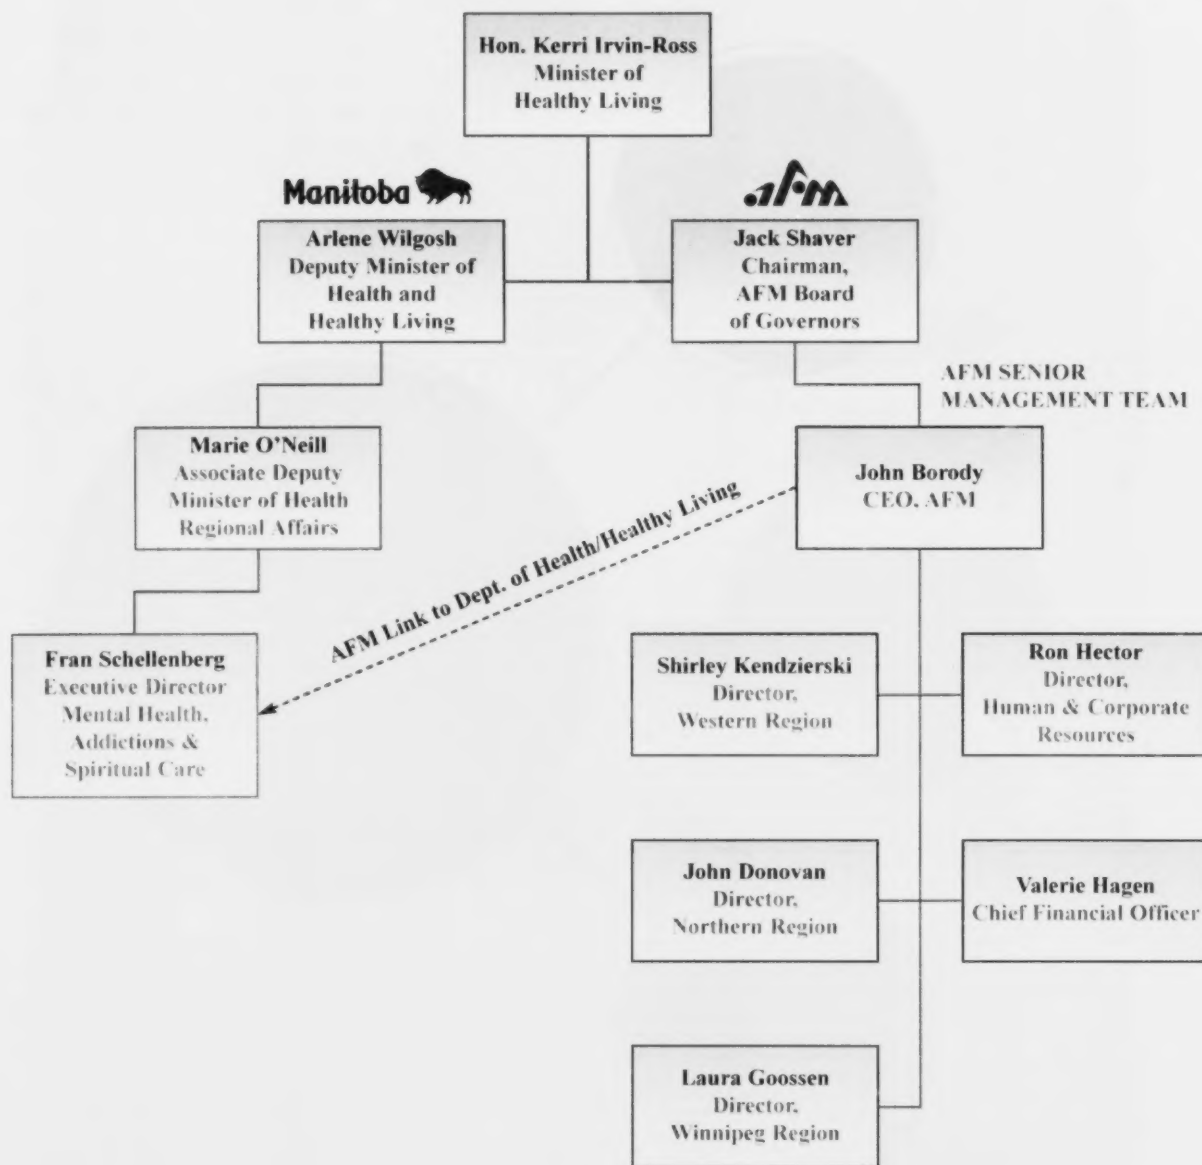 Hon. Kerri Irvin-Ross
Minister of
Healthy Living
Manitoba
afm
Arlene Wilgosh
Deputy Minister of
Health and
Healthy Living
Jack Shaver
Chairman,
AFM Board
of Governors
AFM SENIOR
MANAGEMENT TEAM
Marie O'Neill
Associate Deputy
Minister of Health
Regional Affairs
John Borody
CEO, AFM
AFM Link to Dept. of Health/Healthy Living
Fran Schellenberg
Executive Director
Mental Health,
Addictions &
Spiritual Care
Shirley Kendzierski
Director,
Western Region
Ron Hector
Director,
Human & Corporate
Resources
John Donovan
Director,
Northern Region
Valerie Hagen
Chief Financial Officer
Laura Goossen
Director,
Winnipeg Region